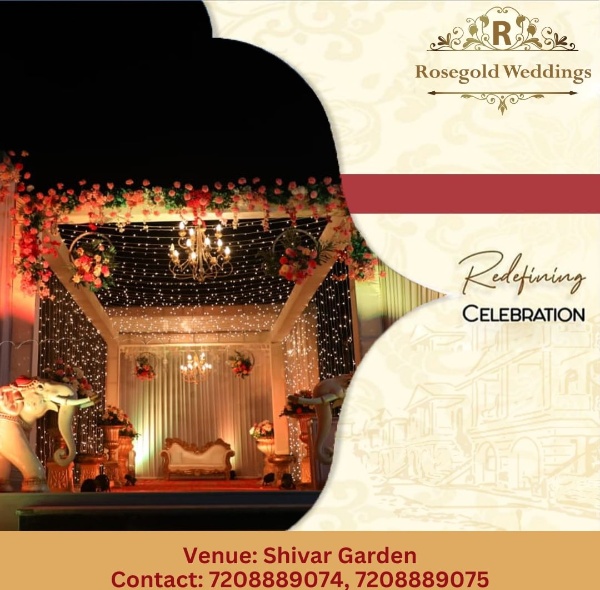 R
Rosegold Weddings
Redefining
CELEBRATION
Venue: Shivar Garden
Contact: 7208889074, 7208889075